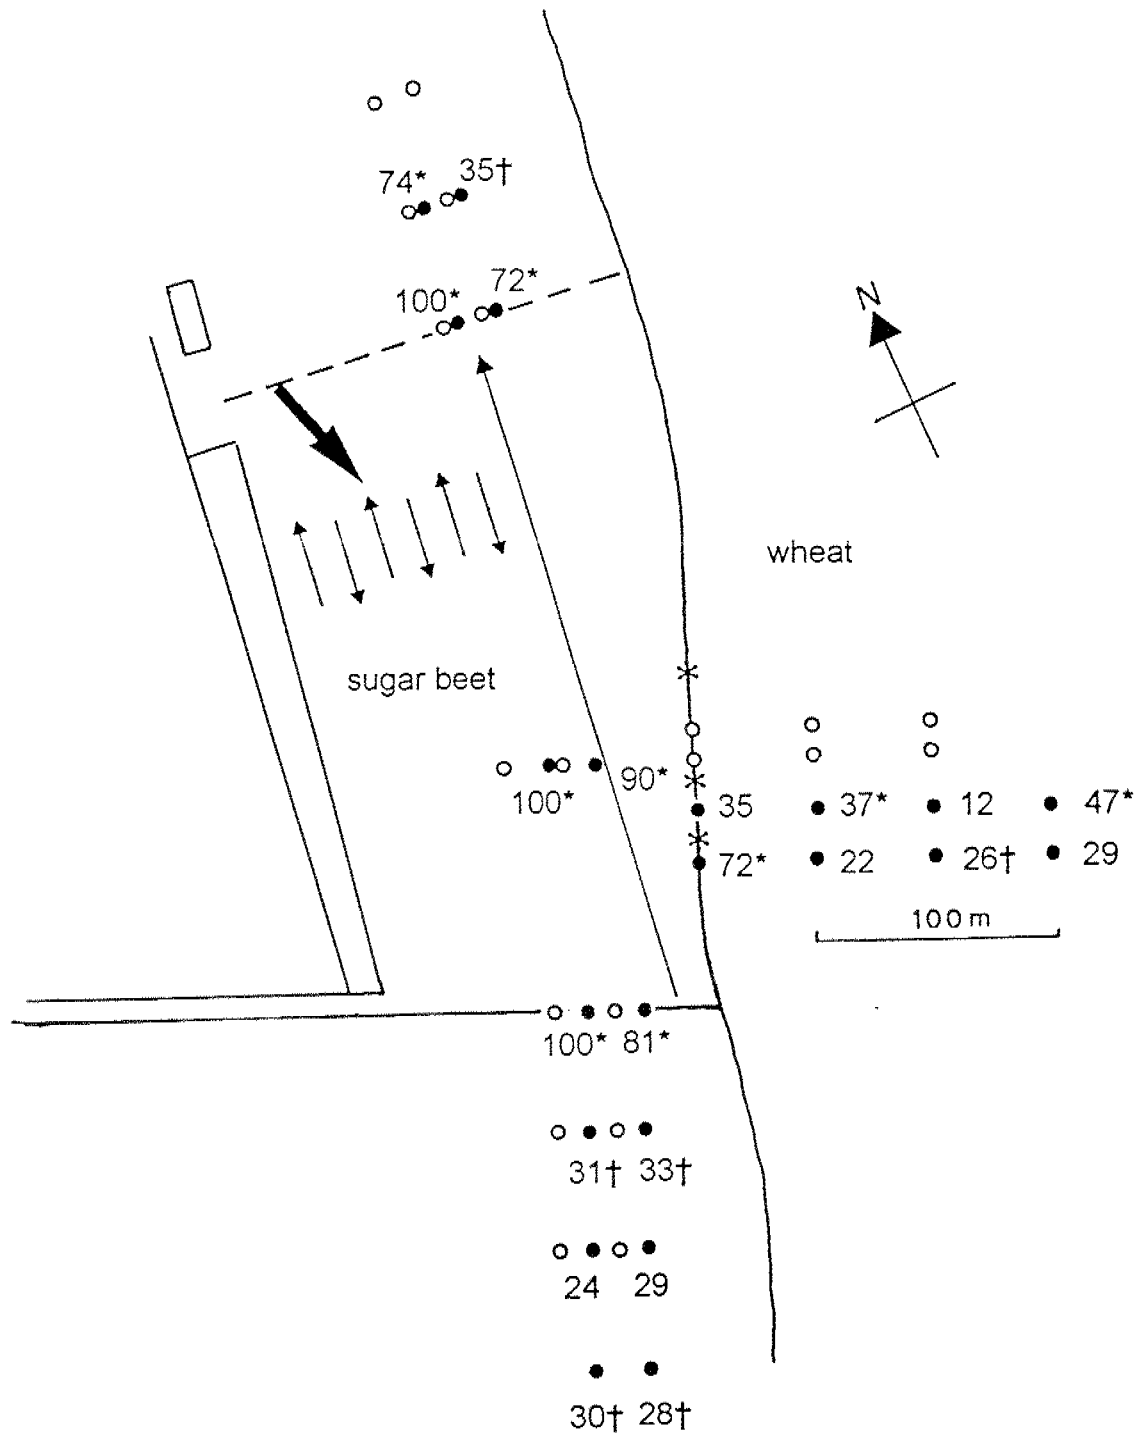 74* 35†
100* 72*
N
wheat
sugar beet
100* 90*
35 37* 12 47*
72* 22 26† 29
100 m
100* 81*
31† 33†
24 29
30† 28†